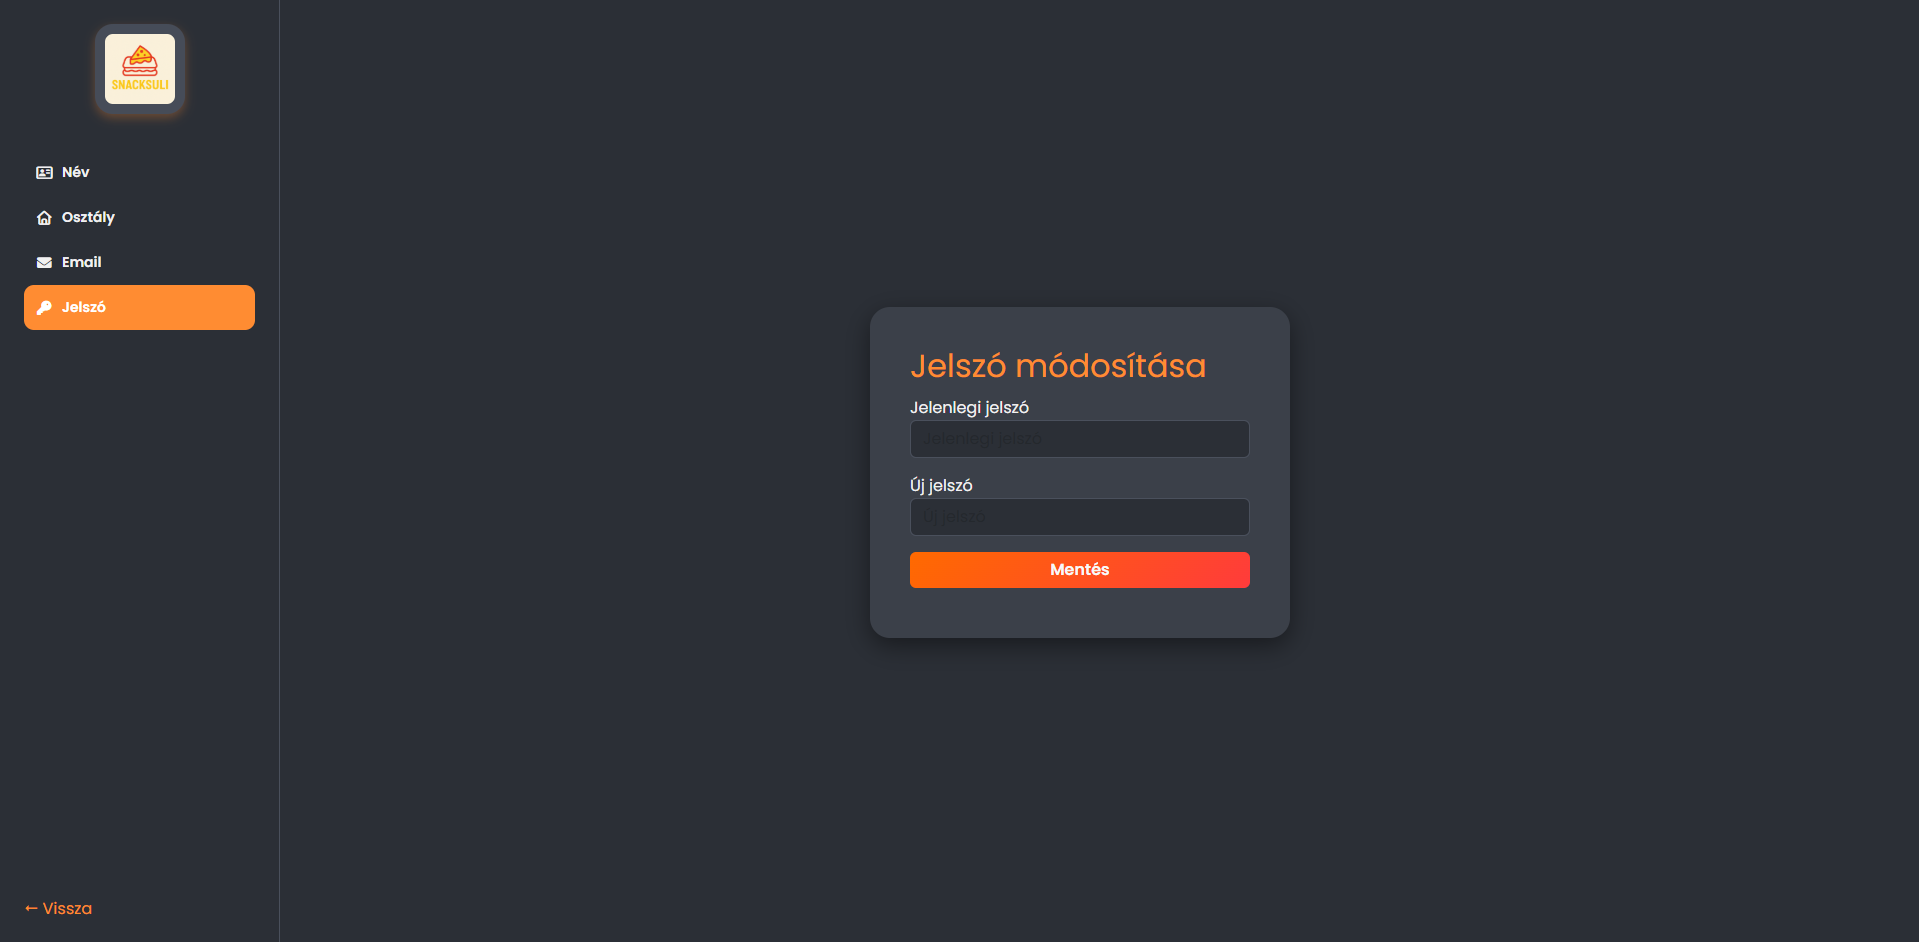 SNACKSULI
Név
Osztály
Email
Jelszó
Jelszó módosítása
Jelenlegi jelszó
Jelenlegi jelszó
Új jelszó
Új jelszó
Mentés
← Vissza